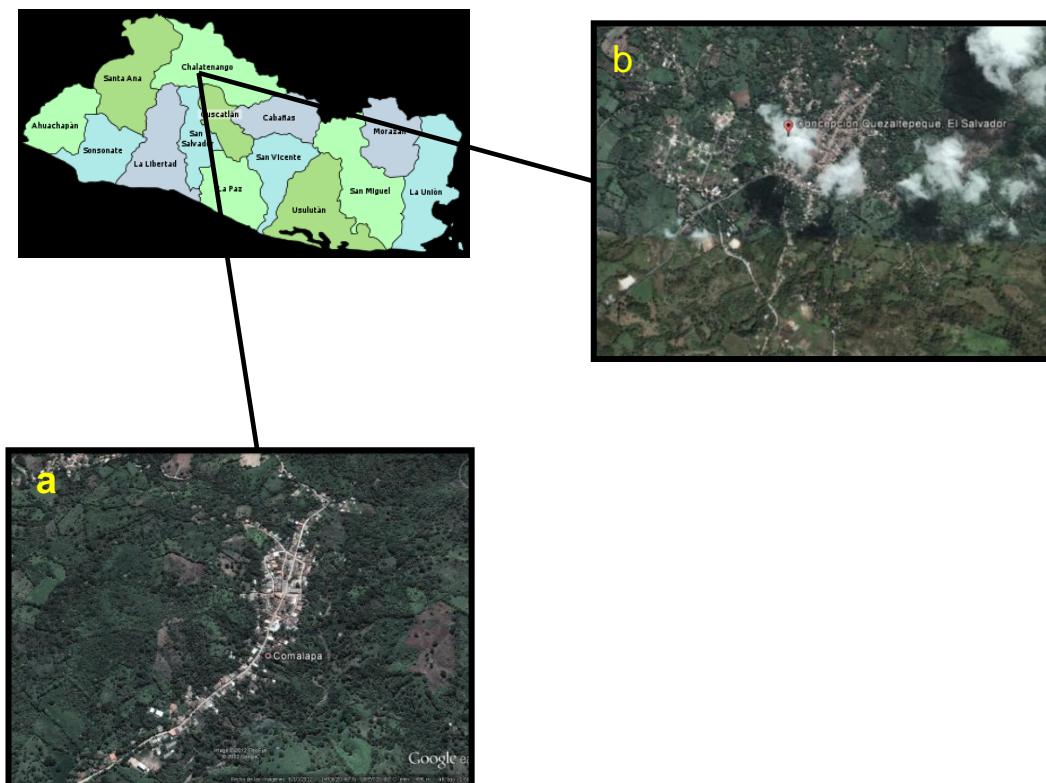 Chalatenango
Santa Ana
Cuscatlán
Cabañas
Ahuachapán
Morazán
San
Salvador
Sonsonate
San Vicente
La Libertad
La Paz
San Miguel
La Unión
Usulután
b
Concepción Quezaltepeque, El Salvador
a
Comalapa
Google ea